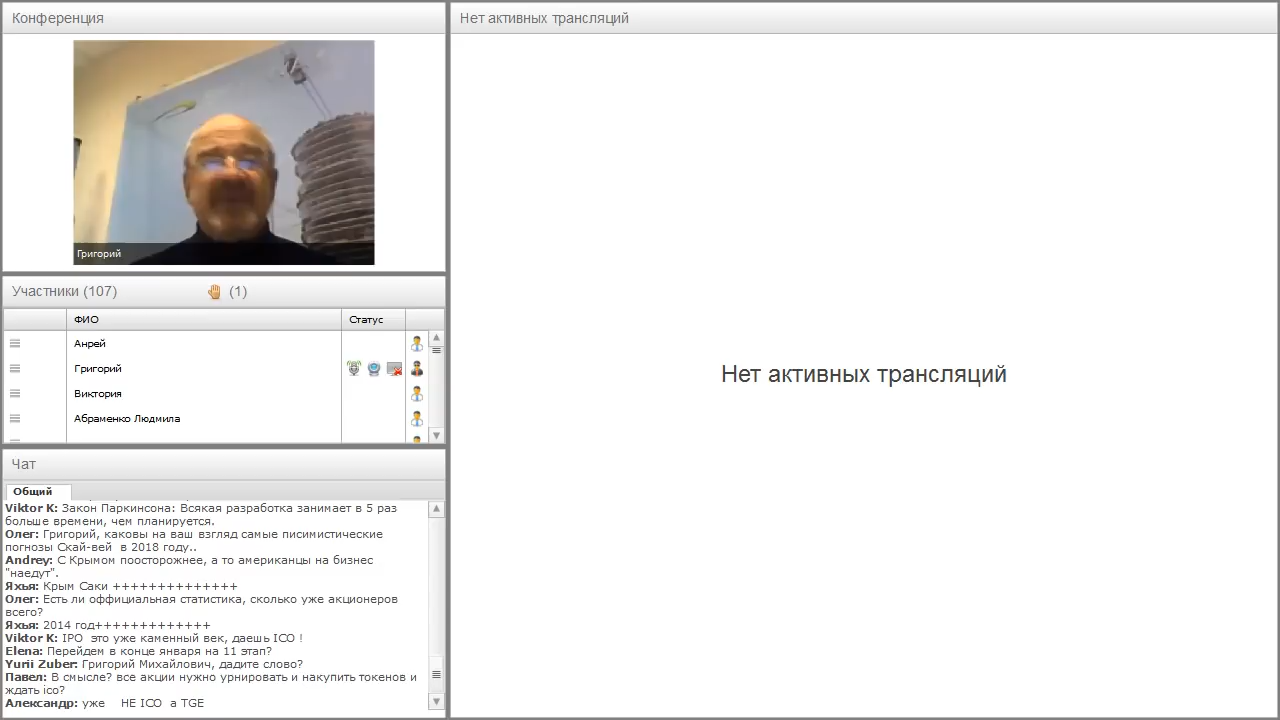 Конференция
Нет активных трансляций
Григорий
Участники (107)
(1)
ФИО
Статус
Анрей
Григорий
Виктория
Абраменко Людмила
Чат
Общий
Viktor K: Закон Паркинсона: Всякая разработка занимает в 5 раз
больше времени, чем планируется.
Олег: Григорий, каковы на ваш взгляд самые писимистические
погнозы Скай-вей в 2018 году..
Andrey: С Крымом поосторожнее, а то американцы на бизнес
"наедут".
Яхья: Крым Саки ++++++++++++++
Олег: Есть ли оффициальная статистика, сколько уже акционеров
всего?
Яхья: 2014 год+++++++++++++
Viktor K: IPO это уже каменный век, даешь ICO !
Elena: Перейдем в конце января на 11 этап?
Yurii Zuber: Григорий Михайлович, дадите слово?
Павел: В смысле? все акции нужно урнировать и накупить токенов и
ждать ico?
Александр: уже НЕ ICO а TGE
Нет активных трансляций